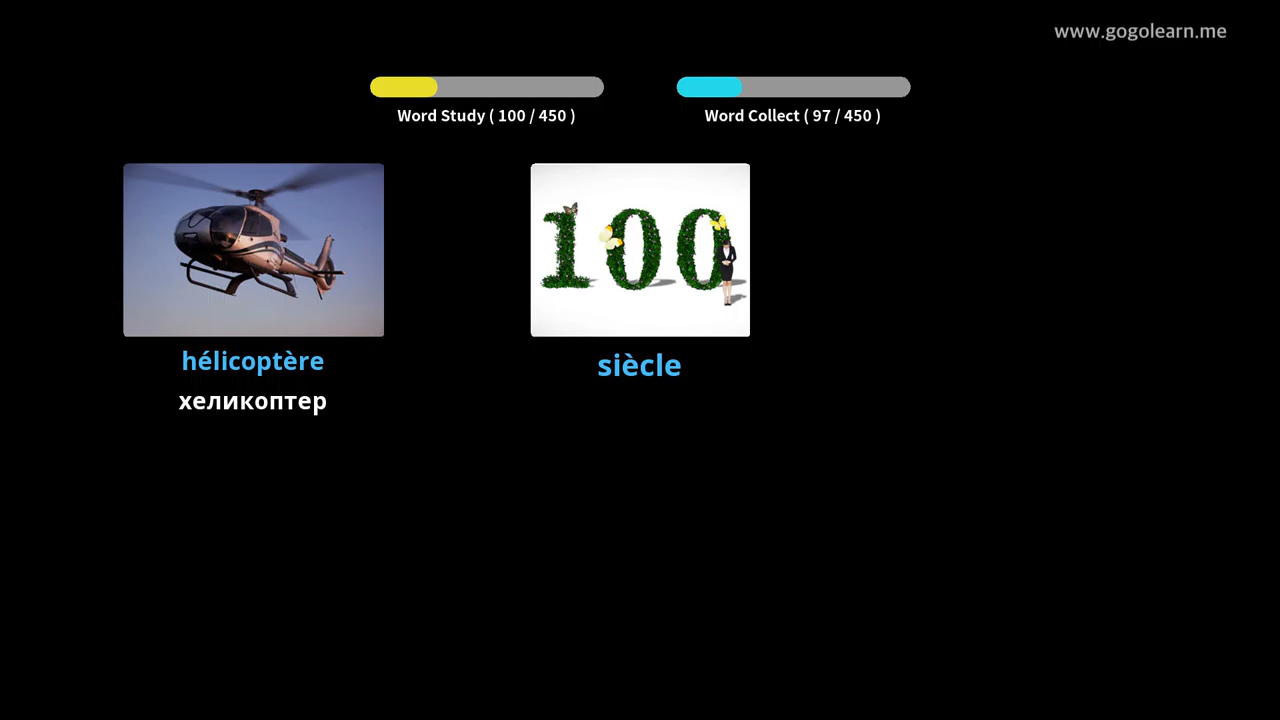 www.gogolearn.me
Word Study ( 100 / 450 )
Word Collect ( 97 / 450 )
100
hélicoptère
хеликоптер
siècle